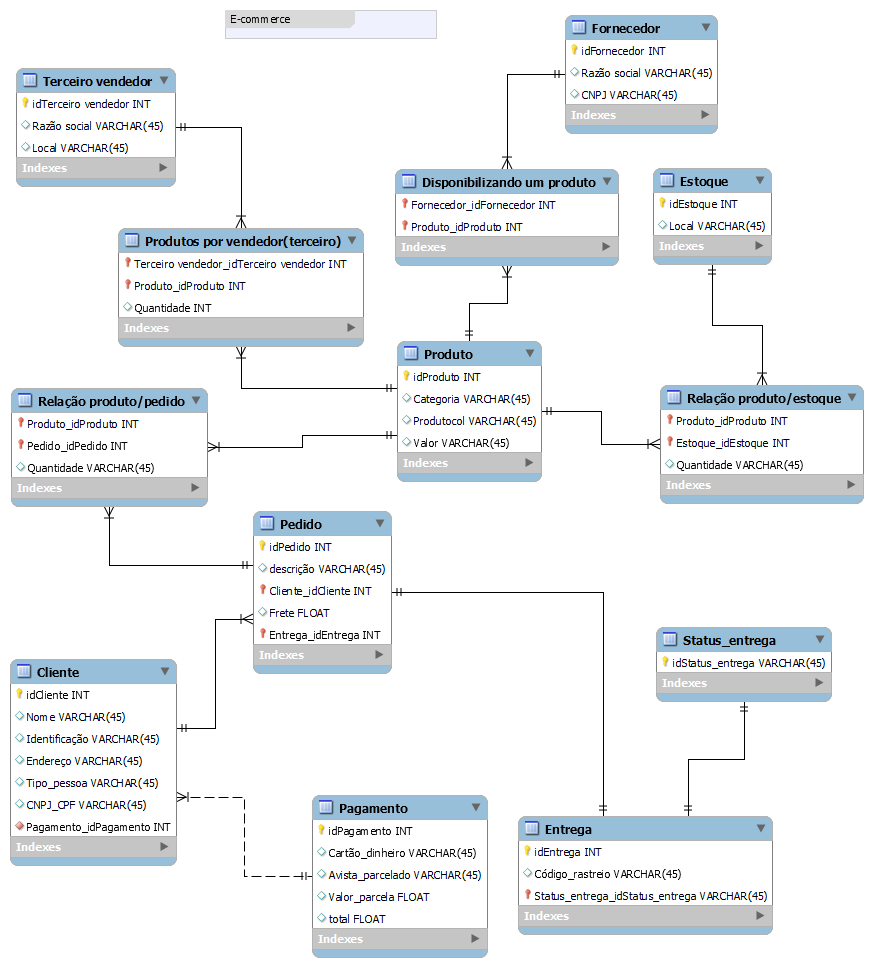 E-commerce
Fornecedor
idFornecedor INT
Razão social VARCHAR(45)
CNPJ VARCHAR(45)
Indexes
Terceiro vendedor
idTerceiro vendedor INT
Razão social VARCHAR(45)
Local VARCHAR(45)
Indexes
Disponibilizando um produto
Fornecedor_idFornecedor INT
Produto_idProduto INT
Indexes
Estoque
idEstoque INT
Local VARCHAR(45)
Indexes
Produtos por vendedor(terceiro)
Terceiro vendedor_idTerceiro vendedor INT
Produto_idProduto INT
Quantidade INT
Indexes
Produto
idProduto INT
Categoria VARCHAR(45)
Produtocol VARCHAR(45)
Valor VARCHAR(45)
Indexes
Relação produto/pedido
Produto_idProduto INT
Pedido_idPedido INT
Quantidade VARCHAR(45)
Indexes
Relação produto/estoque
Produto_idProduto INT
Estoque_idEstoque INT
Quantidade VARCHAR(45)
Indexes
Pedido
idPedido INT
descrição VARCHAR(45)
Cliente_idCliente INT
Frete FLOAT
Entrega_idEntrega INT
Indexes
Status_entrega
idStatus_entrega VARCHAR(45)
Indexes
Cliente
idCliente INT
Nome VARCHAR(45)
Identificação VARCHAR(45)
Endereço VARCHAR(45)
Tipo_pessoa VARCHAR(45)
CNPJ_CPF VARCHAR(45)
Pagamento_idPagamento INT
Indexes
Pagamento
idPagamento INT
Cartão_dinheiro VARCHAR(45)
Avista_parcelado VARCHAR(45)
Valor_parcela FLOAT
total FLOAT
Indexes
Entrega
idEntrega INT
Código_rastreio VARCHAR(45)
Status_entrega_idStatus_entrega VARCHAR(45)
Indexes